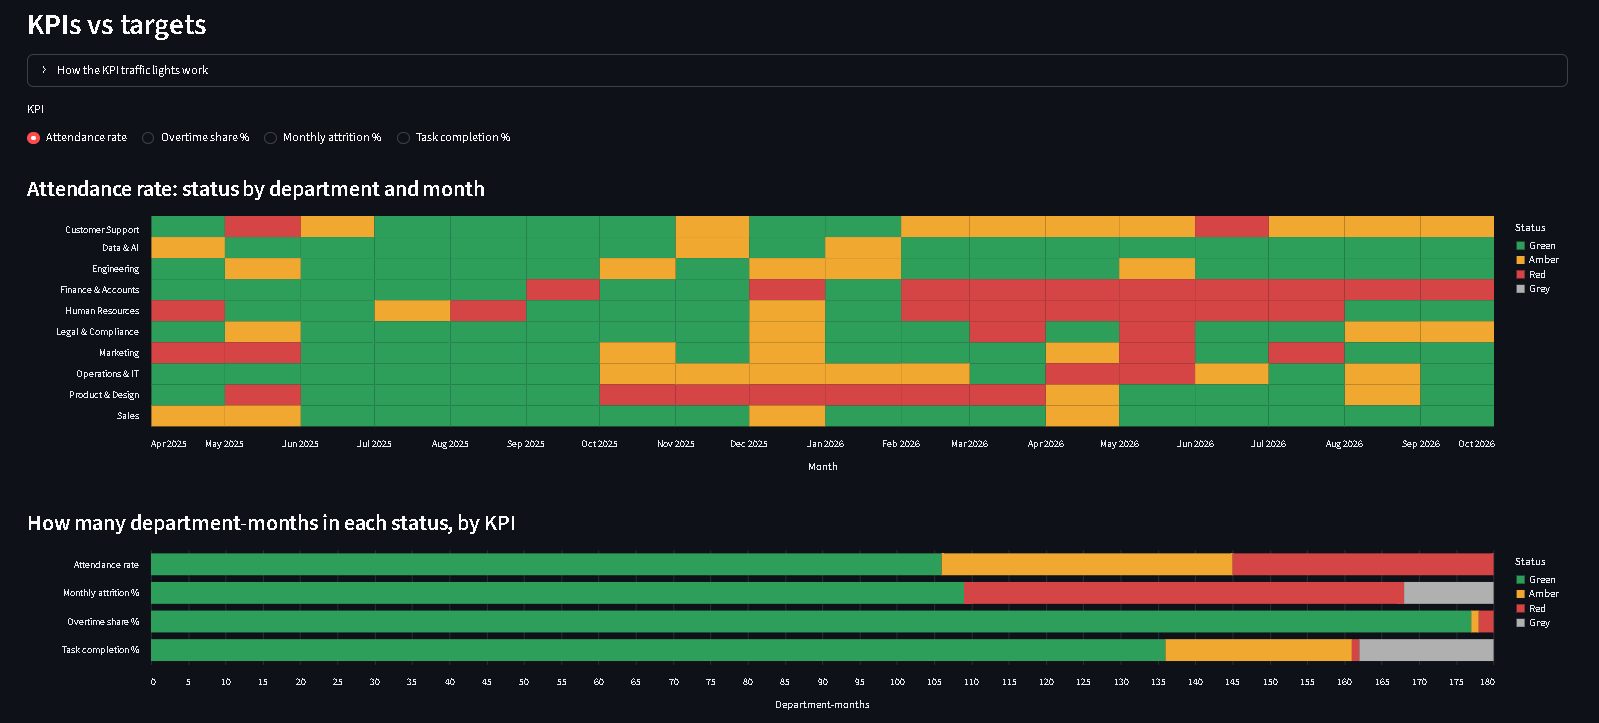 KPIs vs targets
How the KPI traffic lights work
KPI
Attendance rate Overtime share % Monthly attrition % Task completion %
Attendance rate: status by department and month
Customer Support
Data & AI
Engineering
Finance & Accounts
Human Resources
Legal & Compliance
Marketing
Operations & IT
Product & Design
Sales
Apr 2025 May 2025 Jun 2025 Jul 2025 Aug 2025 Sep 2025 Oct 2025 Nov 2025 Dec 2025 Jan 2026 Feb 2026 Mar 2026 Apr 2026 May 2026 Jun 2026 Jul 2026 Aug 2026 Sep 2026 Oct 2026
Month
Status
Green
Amber
Red
Grey
How many department-months in each status, by KPI
Attendance rate
Monthly attrition %
Overtime share %
Task completion %
0 5 10 15 20 25 30 35 40 45 50 55 60 65 70 75 80 85 90 95 100 105 110 115 120 125 130 135 140 145 150 155 160 165 170 175 180
Department-months
Status
Green
Amber
Red
Grey